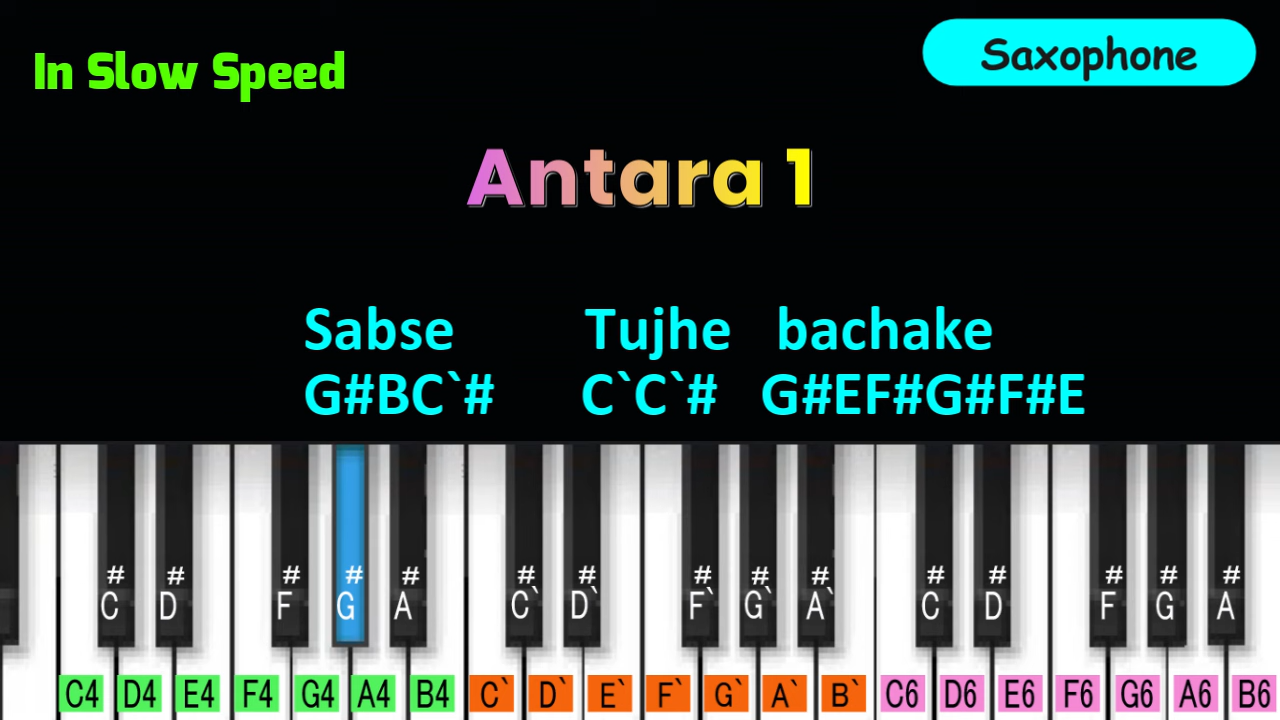 In Slow Speed
Saxophone
Antara 1
Sabse Tujhe bachake
G#BC`# C`C`# G#EF#G#F#E
# # # # # # # # # # # # # # #
C D F G A C` D` F` G` A` C D F G A
C4 D4 E4 F4 G4 A4 B4 C` D` E` F` G` A` B` C6 D6 E6 F6 G6 A6 B6